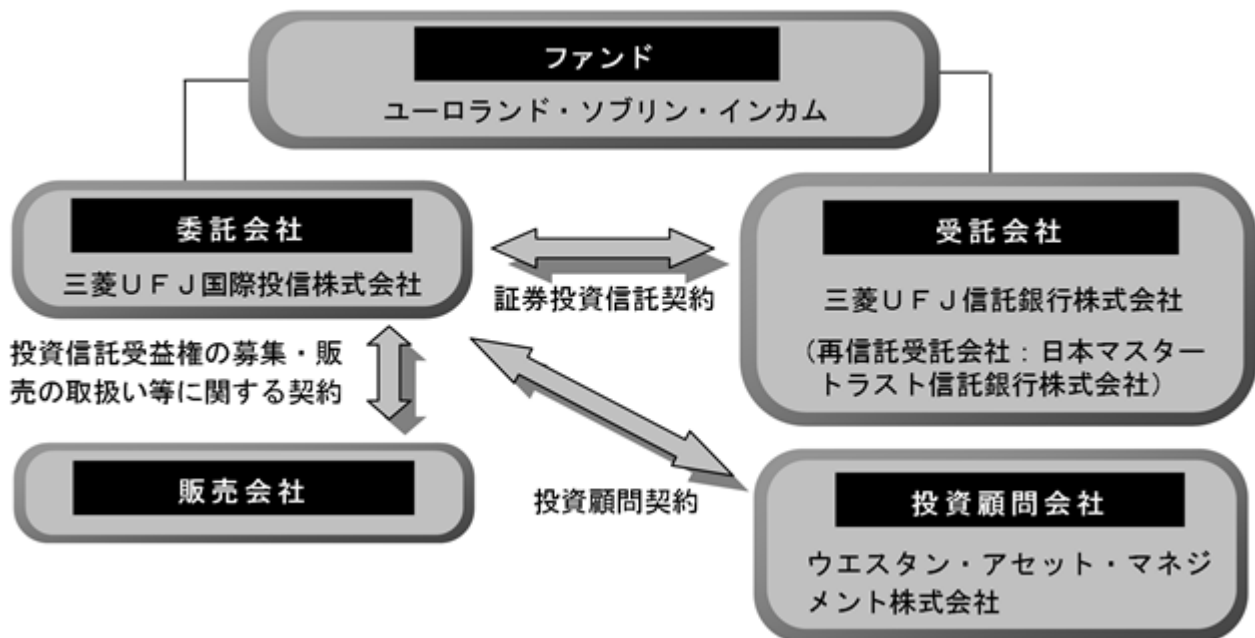 ファンド
ユーロランド・ソブリン・インカム
委託会社
三菱ＵＦＪ国際投信株式会社
証券投資信託契約
受託会社
三菱ＵＦＪ信託銀行株式会社
（再信託受託会社：日本マスター
トラスト信託銀行株式会社）
投資信託受益権の募集・販
売の取扱い等に関する契約
販売会社
投資顧問契約
投資顧問会社
ウエスタン・アセット・マネジ
メント株式会社